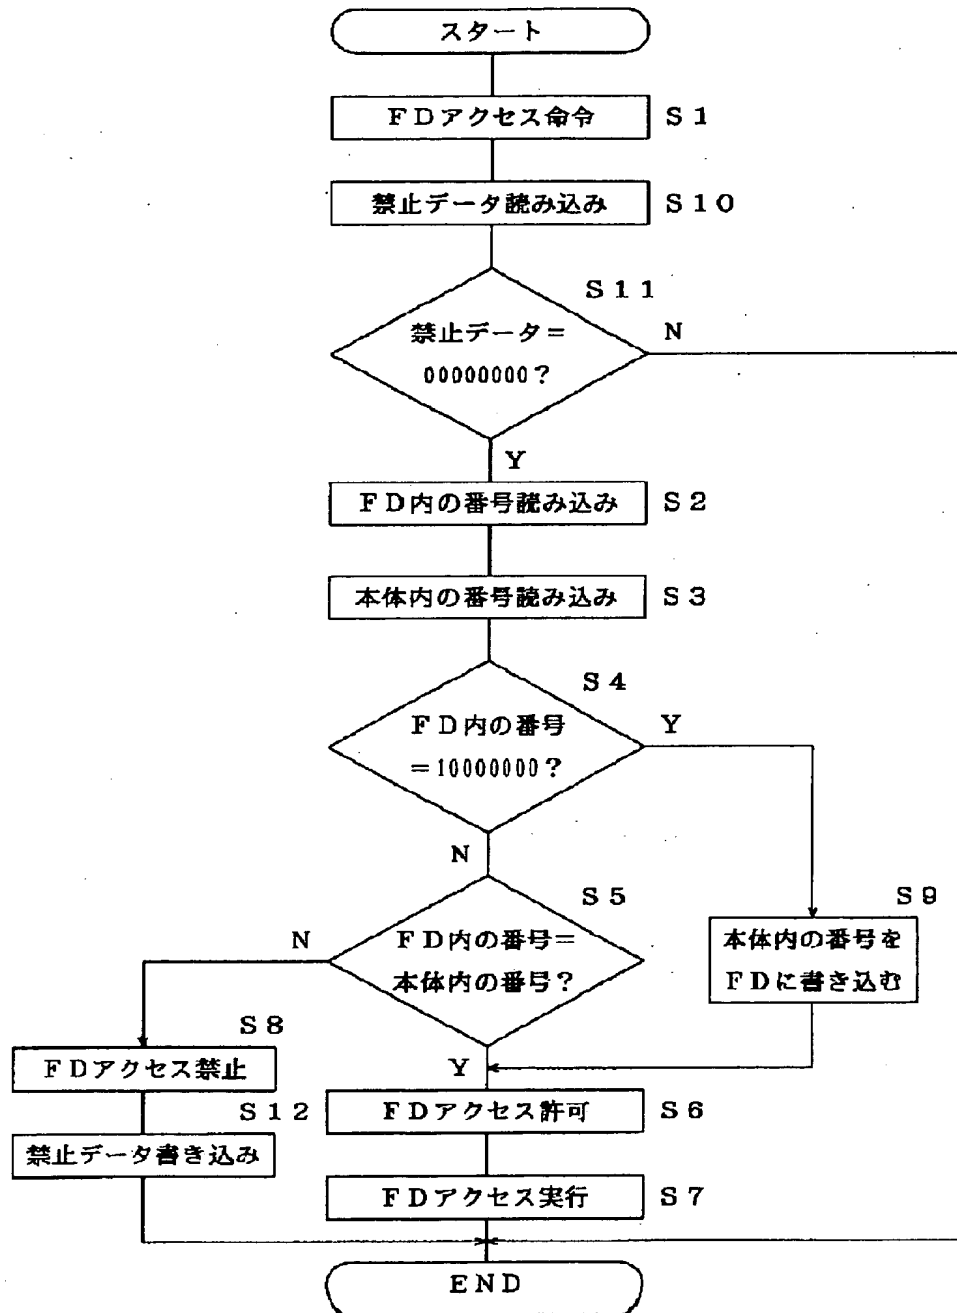 スタート
FDアクセス命令
S1
禁止データ読み込み
S10
S11
禁止データ=
00000000?
N
Y
FD内の番号読み込み
S2
本体内の番号読み込み
S3
S4
FD内の番号
=10000000?
Y
N
S5
S9
FD内の番号=
本体内の番号?
N
本体内の番号を
FDに書き込む
S8
FDアクセス禁止
Y
S12
FDアクセス許可
S6
禁止データ書き込み
FDアクセス実行
S7
END